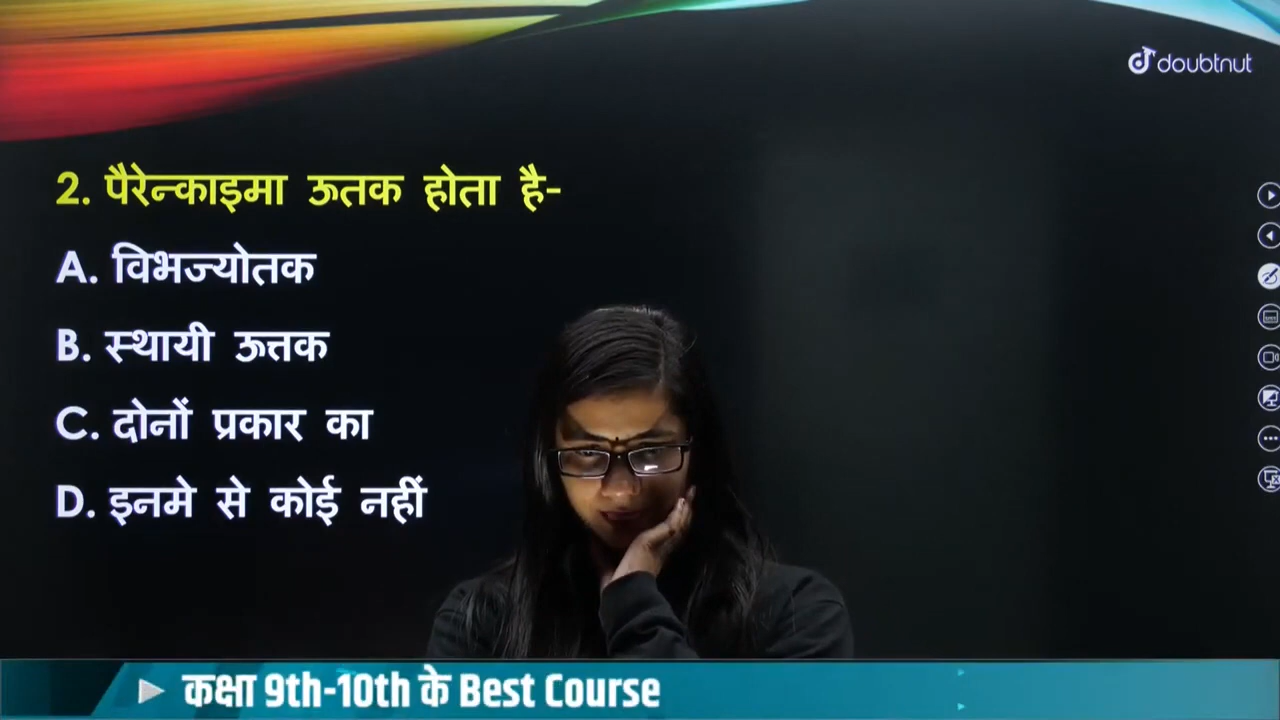 doubtnut
2. पैरेन्काइमा ऊतक होता है-
A. विभज्योतक
B. स्थायी ऊत्तक
C. दोनों प्रकार का
D. इनमे से कोई नहीं
कक्षा 9th-10th के Best Course